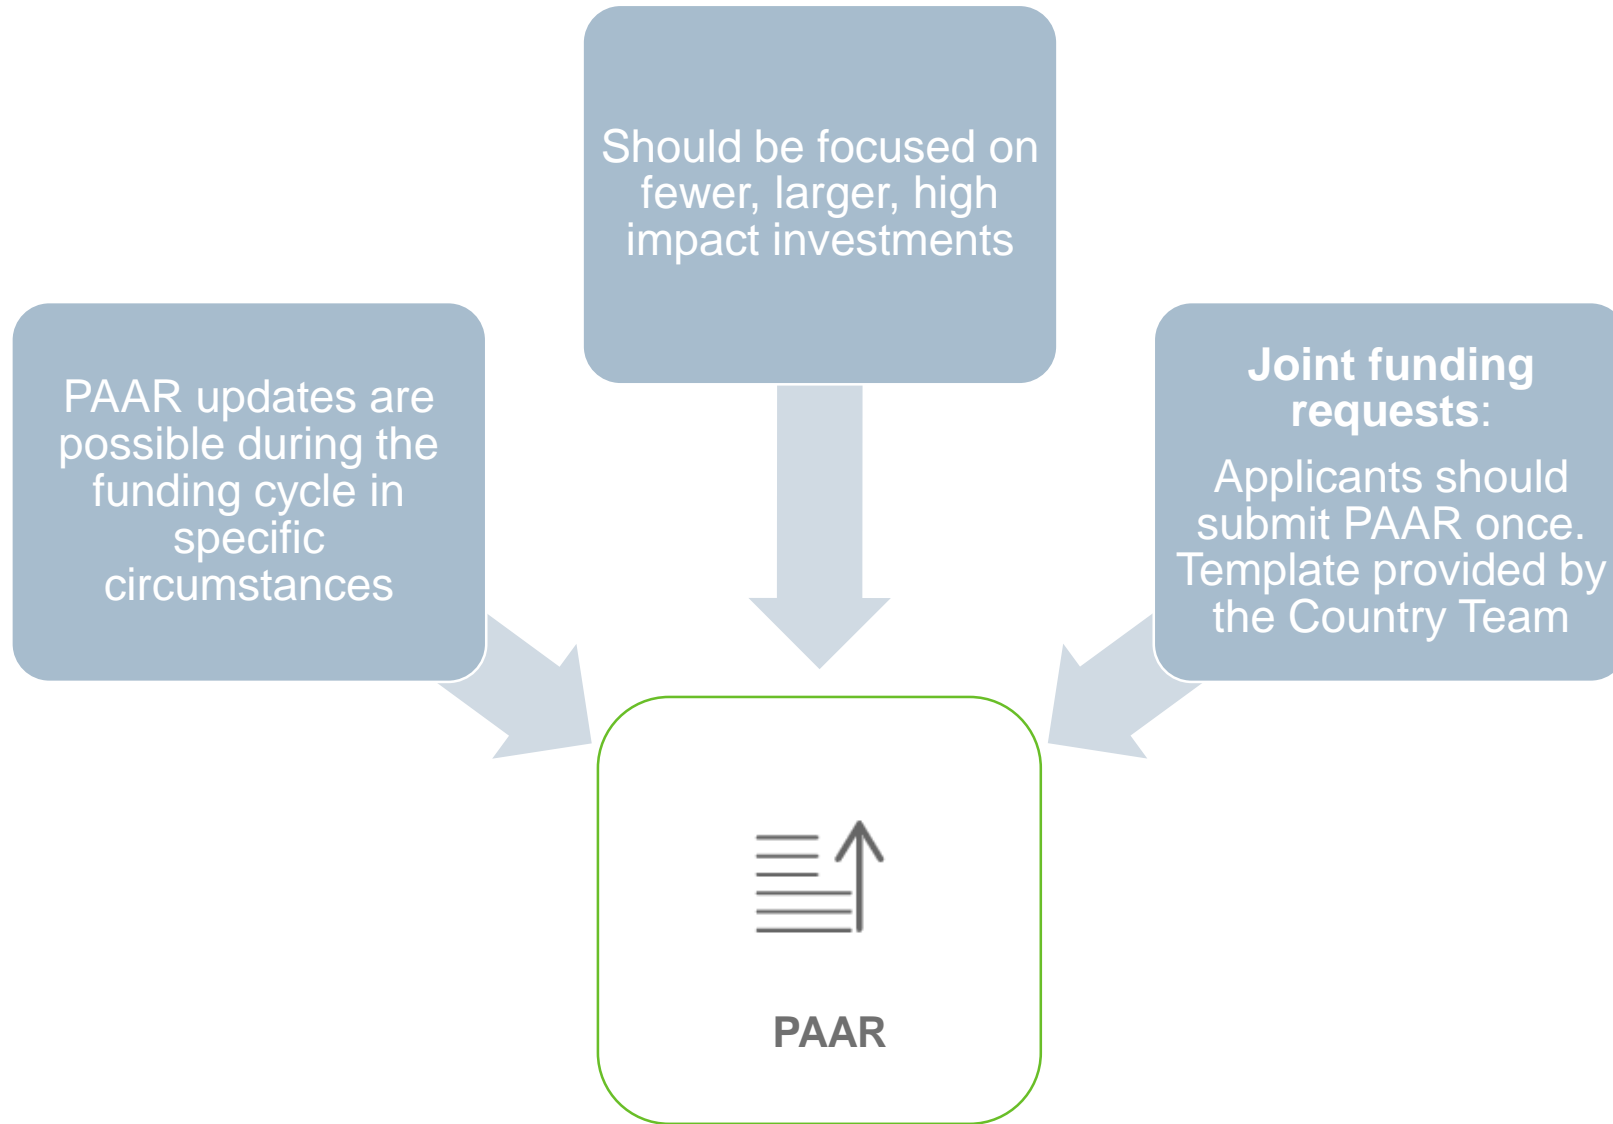 Should be focused on
fewer, larger, high
impact investments
PAAR updates are
possible during the
funding cycle in
specific
circumstances
Joint funding
requests:
Applicants should
submit PAAR once.
Template provided by
the Country Team
PAAR